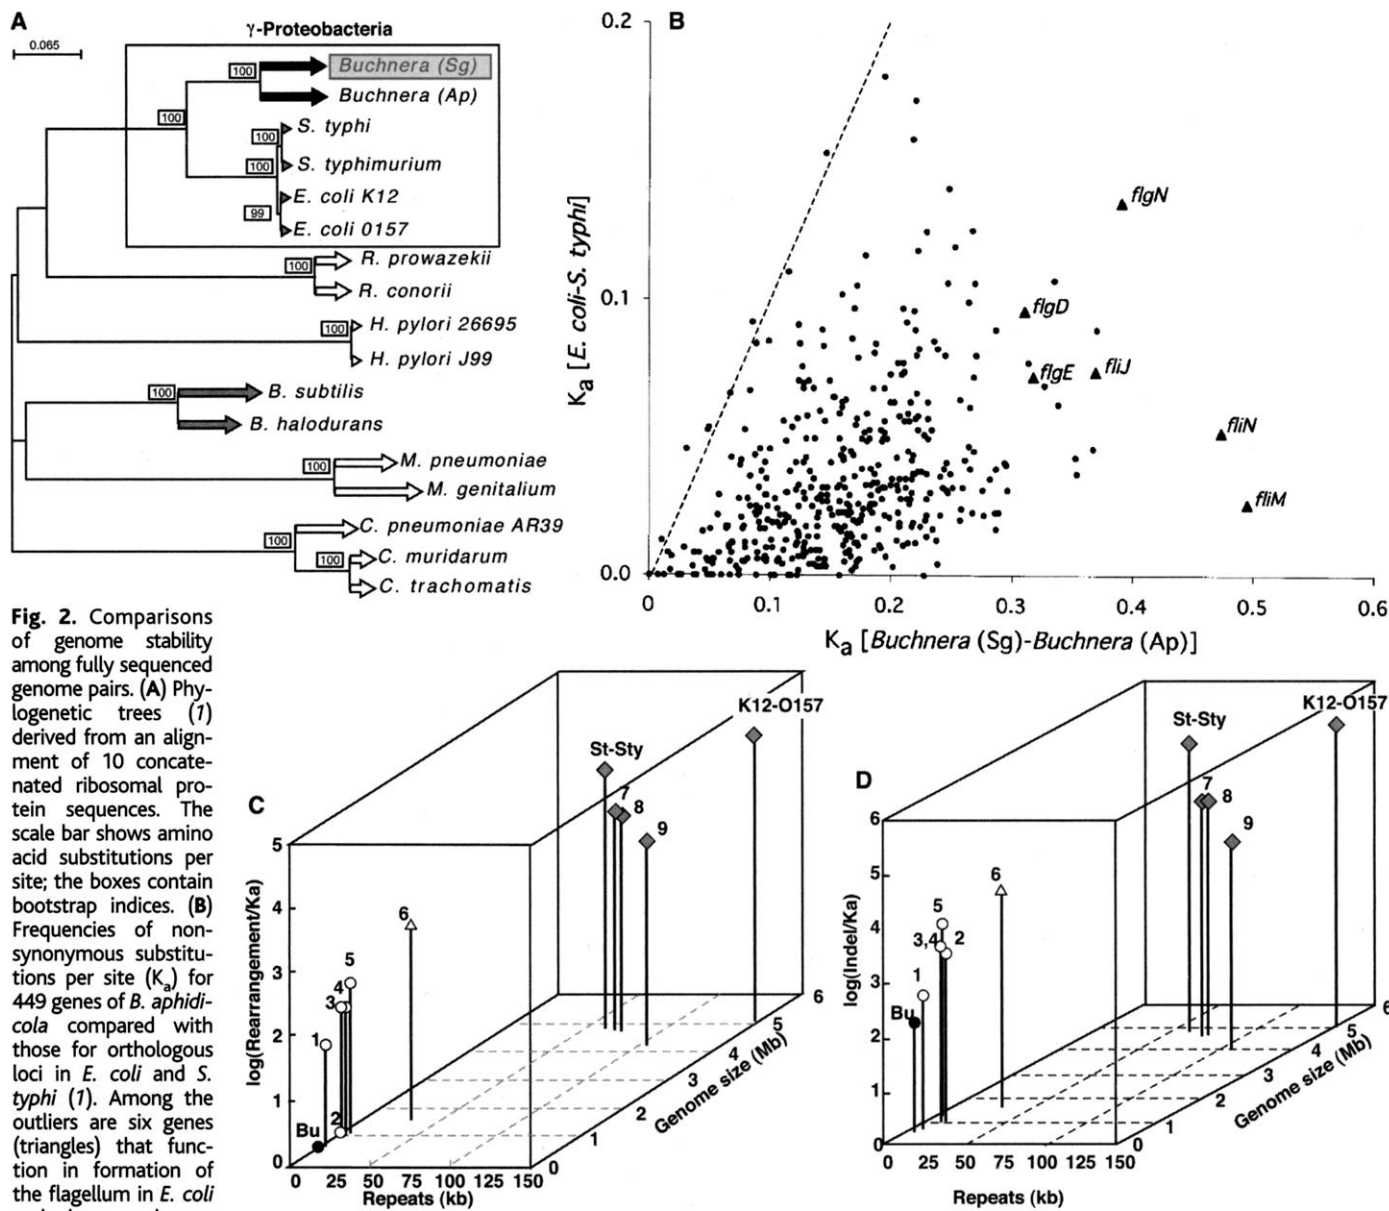 A
γ-Proteobacteria
0.065
100
Buchnera (Sg)
Buchnera (Ap)
100
S. typhi
100
S. typhimurium
100
E. coli K12
99
E. coli 0157
R. prowazekii
100
R. conorii
H. pylori 26695
100
H. pylori J99
B. subtilis
100
B. halodurans
M. pneumoniae
100
M. genitalium
C. pneumoniae AR39
100
C. muridarum
100
C. trachomatis
B
0.2
0.1
0.0
Ka [E. coli-S. typhi]
flgN
flgD
flgE
fliJ
fliN
fliM
0 0.1 0.2 0.3 0.4 0.5 0.6
Ka [Buchnera (Sg)-Buchnera (Ap)]
Fig. 2. Comparisons
of genome stability
among fully sequenced
genome pairs. (A) Phy-
logenetic trees (1)
derived from an align-
ment of 10 concate-
nated ribosomal pro-
tein sequences. The
scale bar shows amino
acid substitutions per
site; the boxes contain
bootstrap indices. (B)
Frequencies of non-
synonymous substitu-
tions per site (Ka) for
449 genes of B. aphidi-
cola compared with
those for orthologous
loci in E. coli and S.
typhi (1). Among the
outliers are six genes
(triangles) that func-
tion in formation of
the flagellum in E. coli
C
log(Rearrangement/Ka)
5
4
3
2
1
0
K12-O157
St-Sty
7
8
9
6
5
4
3
1
2
Bu
0 25 50 75 100 125 150
Repeats (kb)
0
1
2
3
4
5
6
Genome size (Mb)
D
log(Indel/Ka)
6
5
4
3
2
1
0
K12-O157
St-Sty
7
8
9
6
5
3,4
2
1
Bu
0 25 50 75 100 125 150
Repeats (kb)
0
1
2
3
4
5
6
Genome size (Mb)